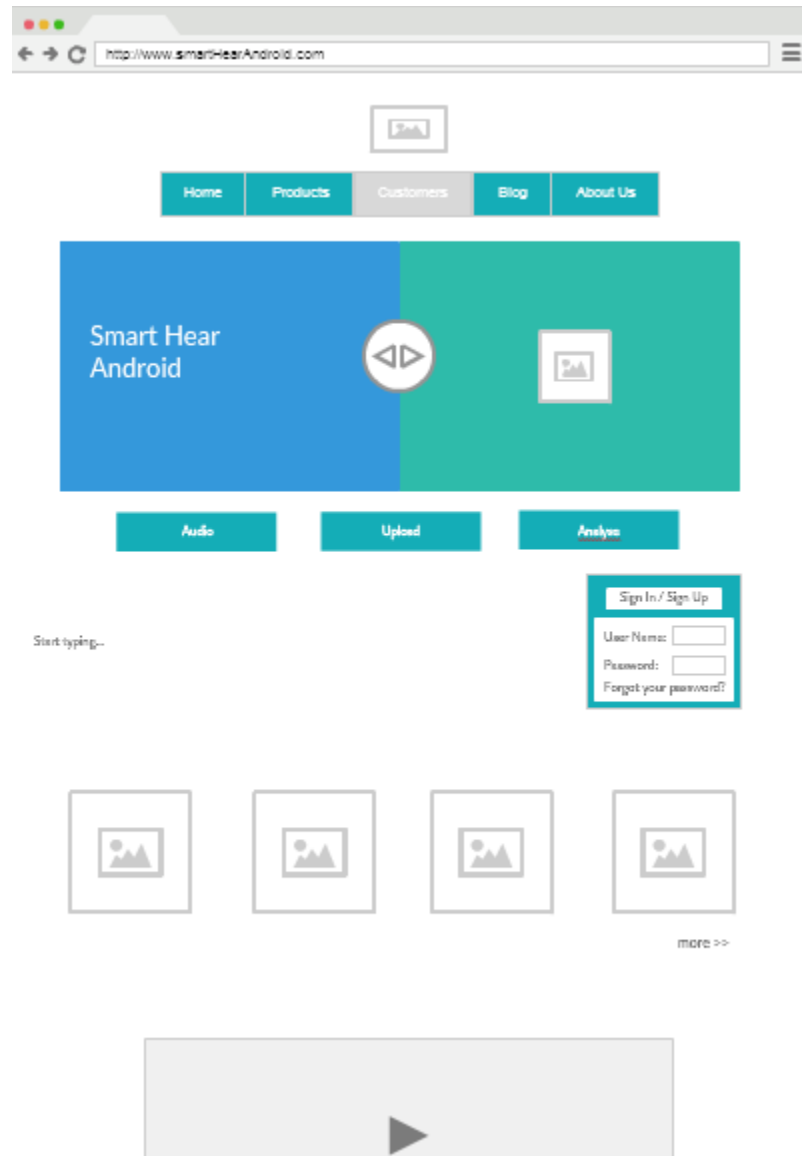 http://www.smartHearAndroid.com
Home Products Customers Blog About Us
Smart Hear
Android
Audio Upload Analyse
Sign In / Sign Up
Start typing...
User Name:
Password:
Forgot your password?
more >>